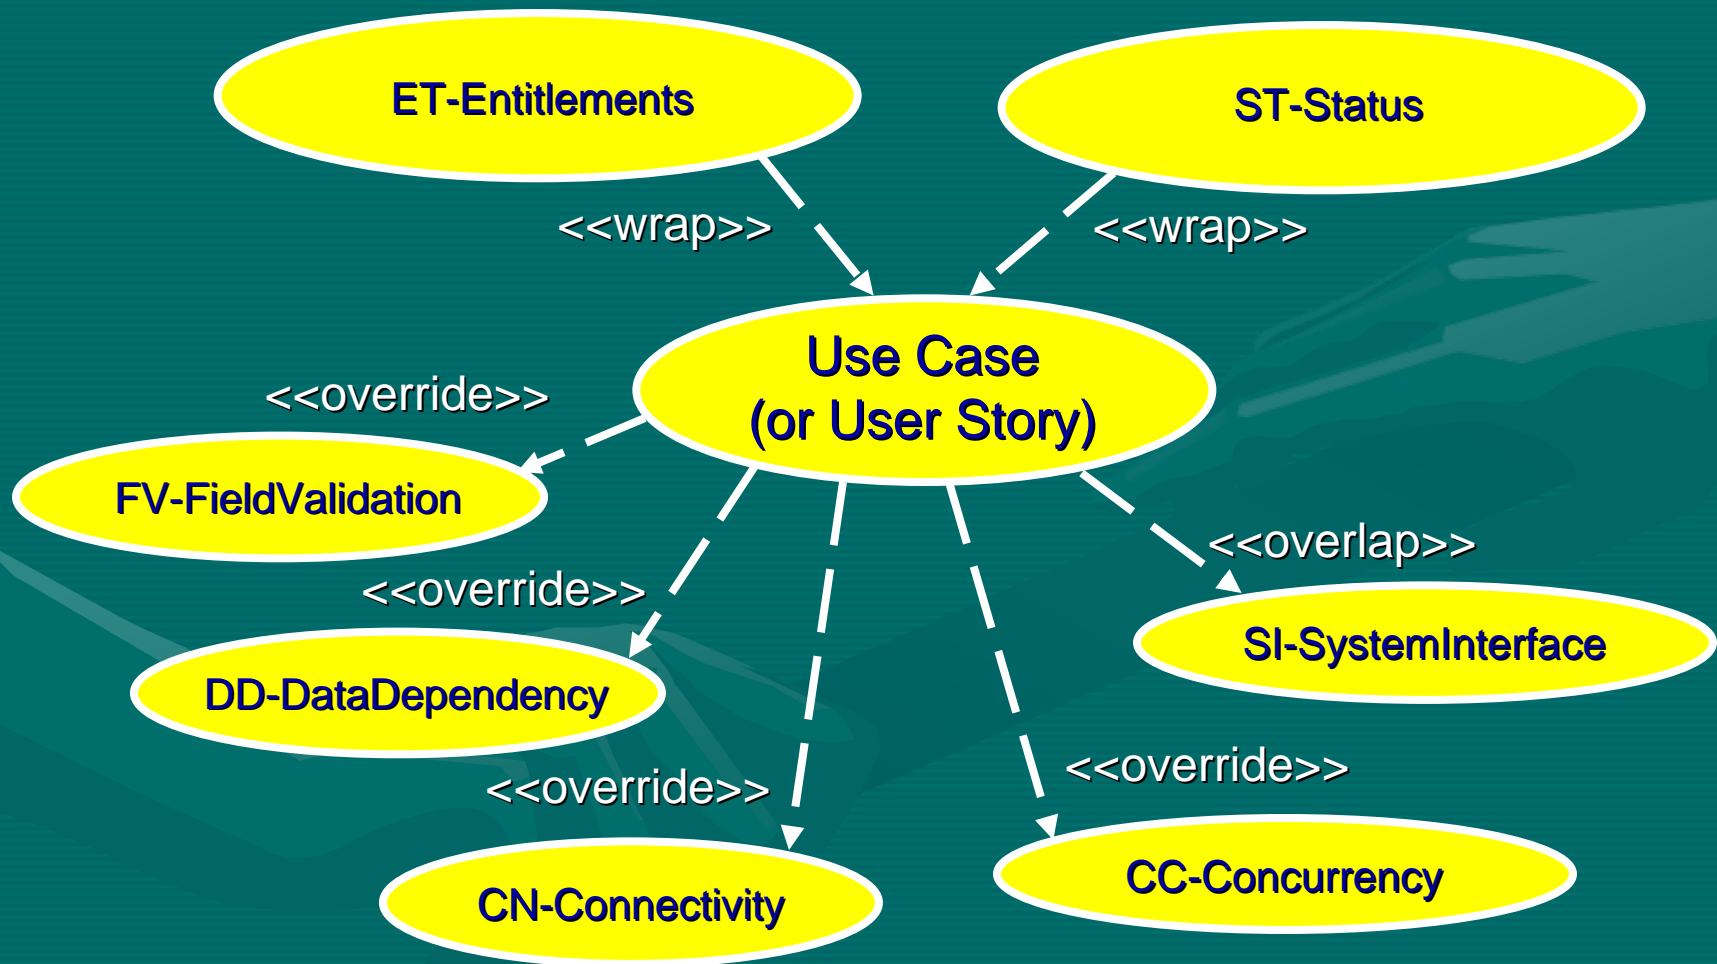 ET-Entitlements
ST-Status
<<wrap>>
<<wrap>>
Use Case
(or User Story)
<<override>>
FV-FieldValidation
<<overlap>>
<<override>>
SI-SystemInterface
DD-DataDependency
<<override>>
<<override>>
CC-Concurrency
CN-Connectivity